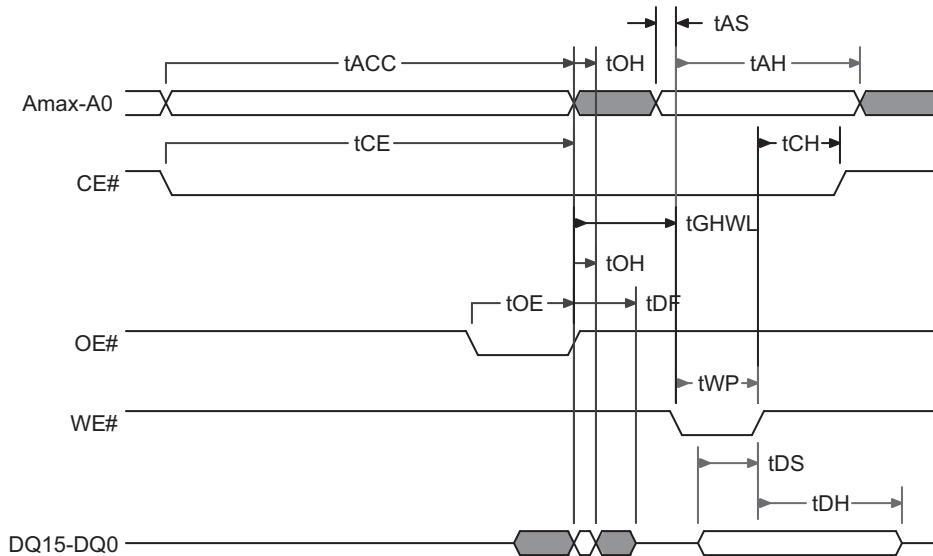 tAS
tACC
tOH
tAH
Amax-A0
tCE
tCH
CE#
tGHWL
tOH
tOE
tDF
OE#
tWP
WE#
tDS
tDH
DQ15-DQ0